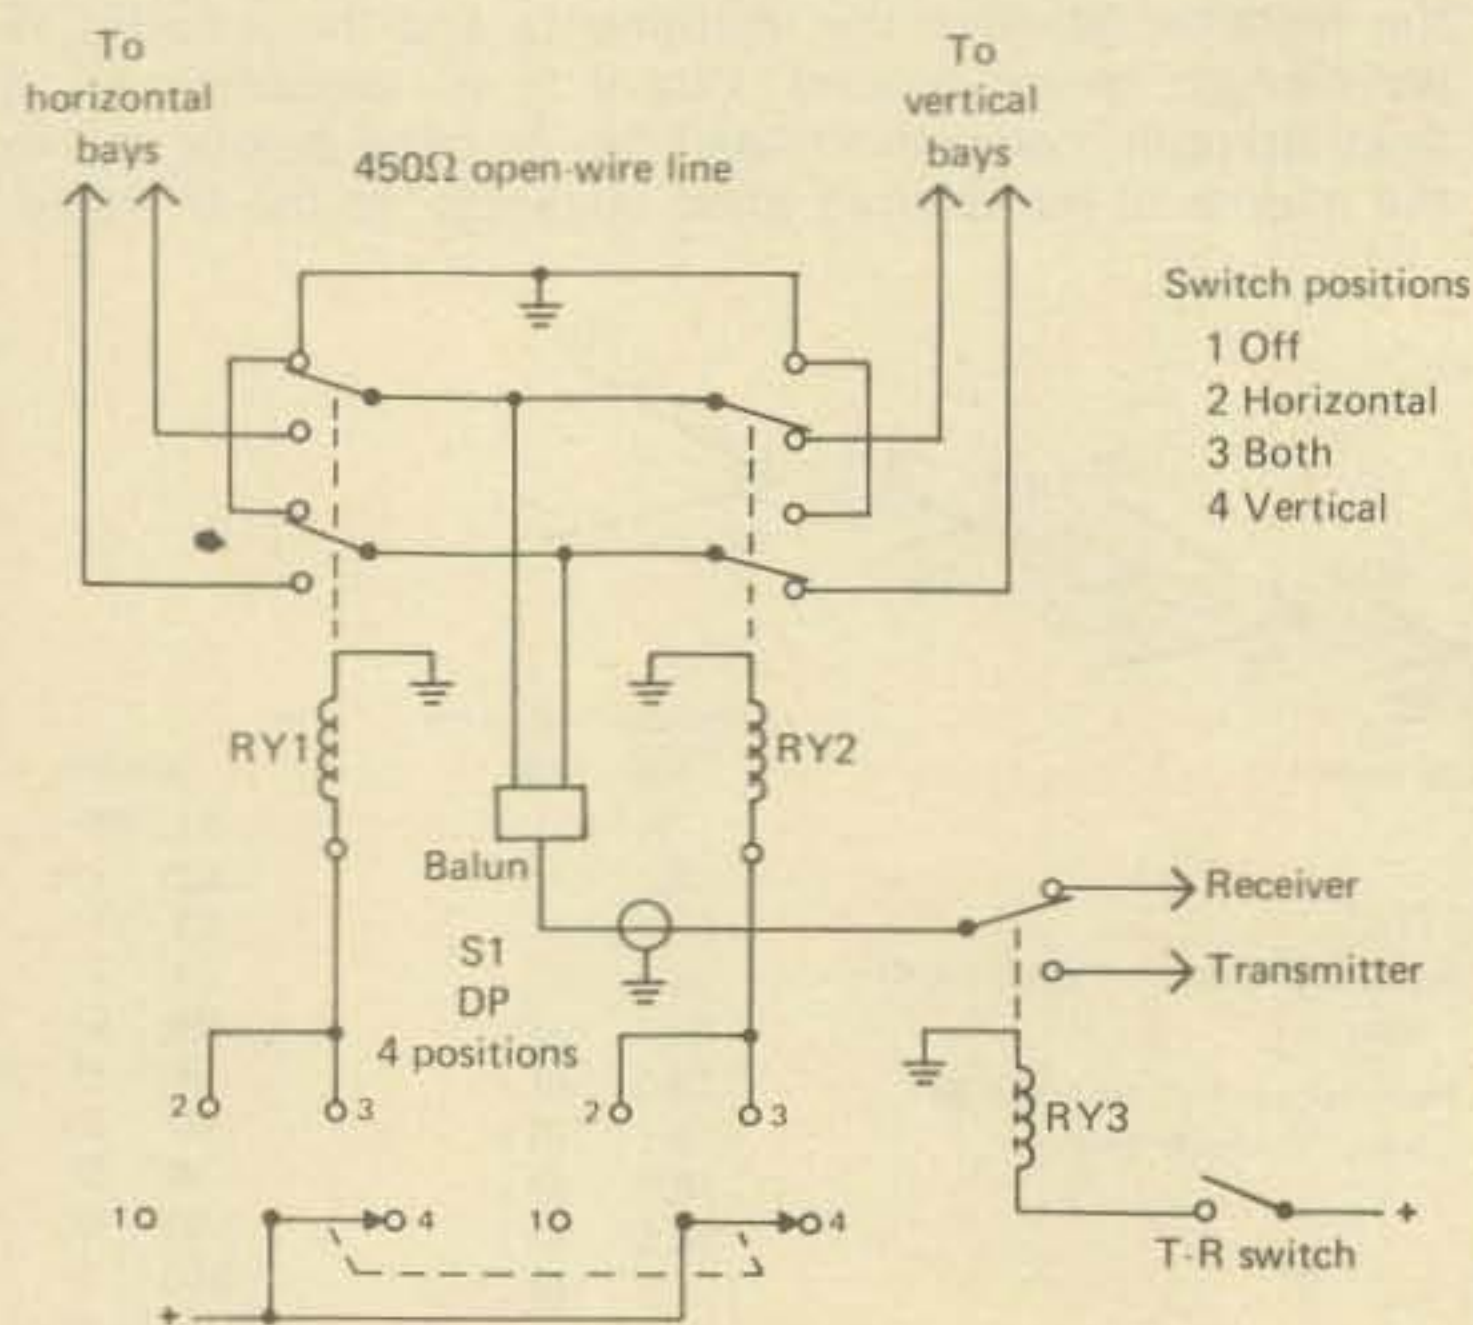 To
horizontal
bays
To
vertical
bays
450Ω open-wire line
Switch positions
1 Off
2 Horizontal
3 Both
4 Vertical
RY1
RY2
Balun
Receiver
S1
DP
4 positions
Transmitter
2
3
2
3
RY3
1
4
1
4
+
T-R switch
+